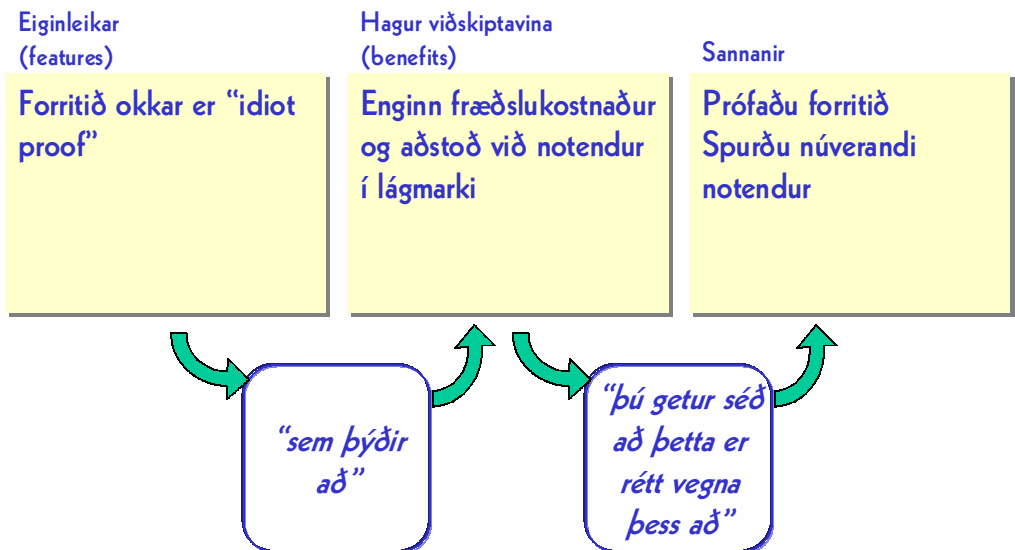 Eiginleikar
(features)
Forritið okkar er “idiot
proof”
Hagur viðskiptavina
(benefits)
Enginn fræðslukostnaður
og aðstoð við notendur
í lágmarki
Sannanir
Prófaðu forritið
Spurðu núverandi
notendur
“sem þýðir
að”
“þú getur séð
að þetta er
rétt vegna
þess að”